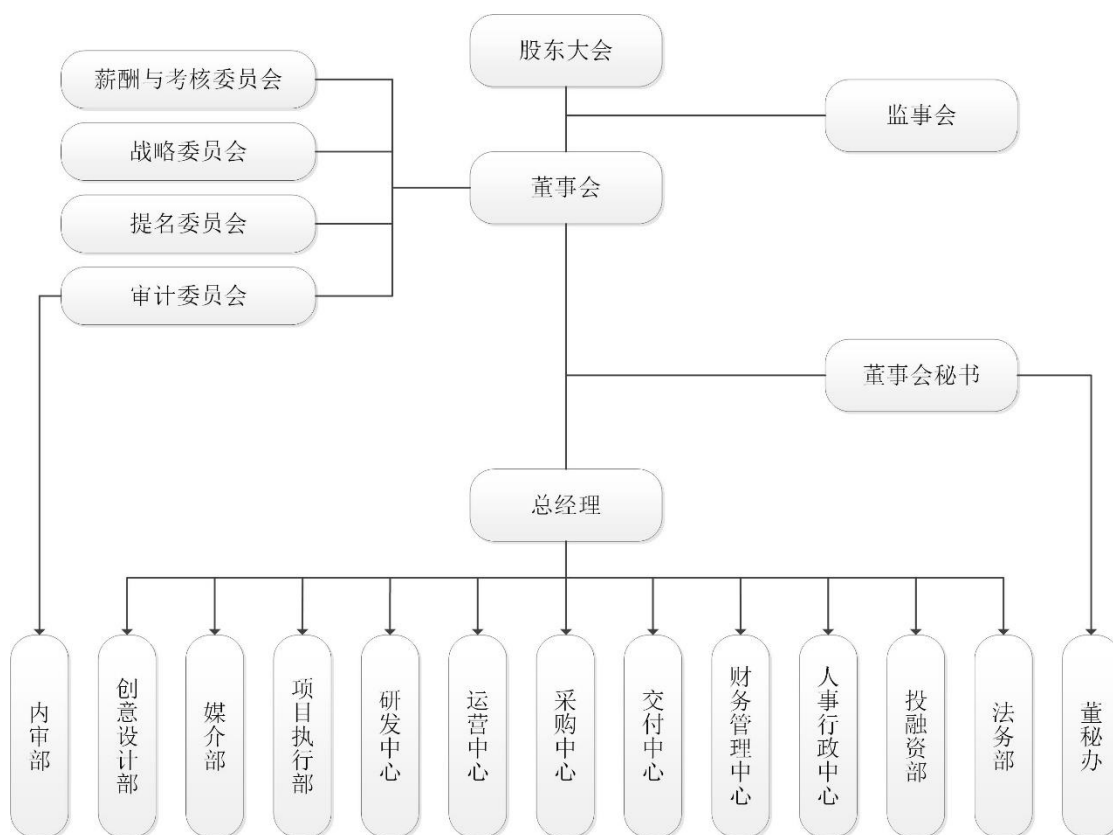 股东大会
薪酬与考核委员会
监事会
战略委员会
董事会
提名委员会
审计委员会
董事会秘书
总经理
内审部
创意设计部
媒介部
项目执行部
研发中心
运营中心
采购中心
交付中心
财务管理中心
人事行政中心
投融资部
法务部
董秘办